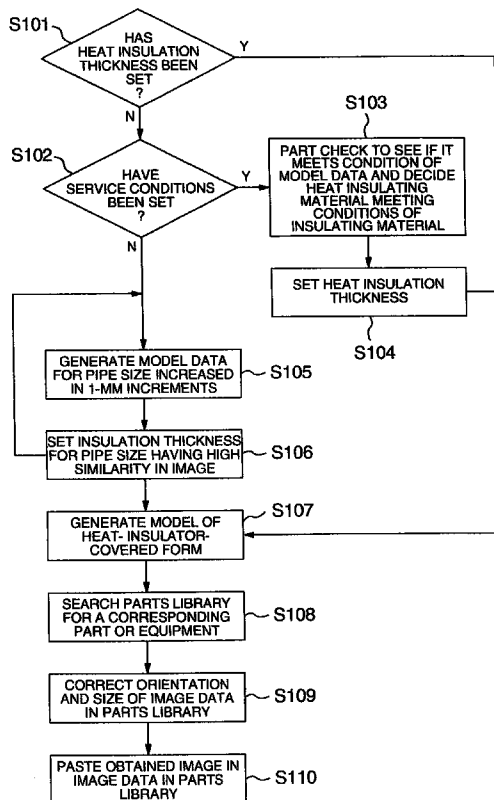 S101
HAS
HEAT INSULATION
THICKNESS BEEN
SET
?
Y
N
S102
HAVE
SERVICE CONDITIONS
BEEN SET
?
Y
N
S103
PART CHECK TO SEE IF IT
MEETS CONDITION OF
MODEL DATA AND DECIDE
HEAT INSULATING
MATERIAL MEETING
CONDITIONS OF
INSULATING MATERIAL
SET HEAT INSULATION
THICKNESS
S104
GENERATE MODEL DATA
FOR PIPE SIZE INCREASED
IN 1-MM INCREMENTS
S105
SET INSULATION THICKNESS
FOR PIPE SIZE HAVING HIGH
SIMILARITY IN IMAGE
S106
GENERATE MODEL OF
HEAT- INSULATOR-
COVERED FORM
S107
SEARCH PARTS LIBRARY
FOR A CORRESPONDING
PART OR EQUIPMENT
S108
CORRECT ORIENTATION
AND SIZE OF IMAGE DATA
IN PARTS LIBRARY
S109
PASTE OBTAINED IMAGE IN
IMAGE DATA IN PARTS
LIBRARY
S110